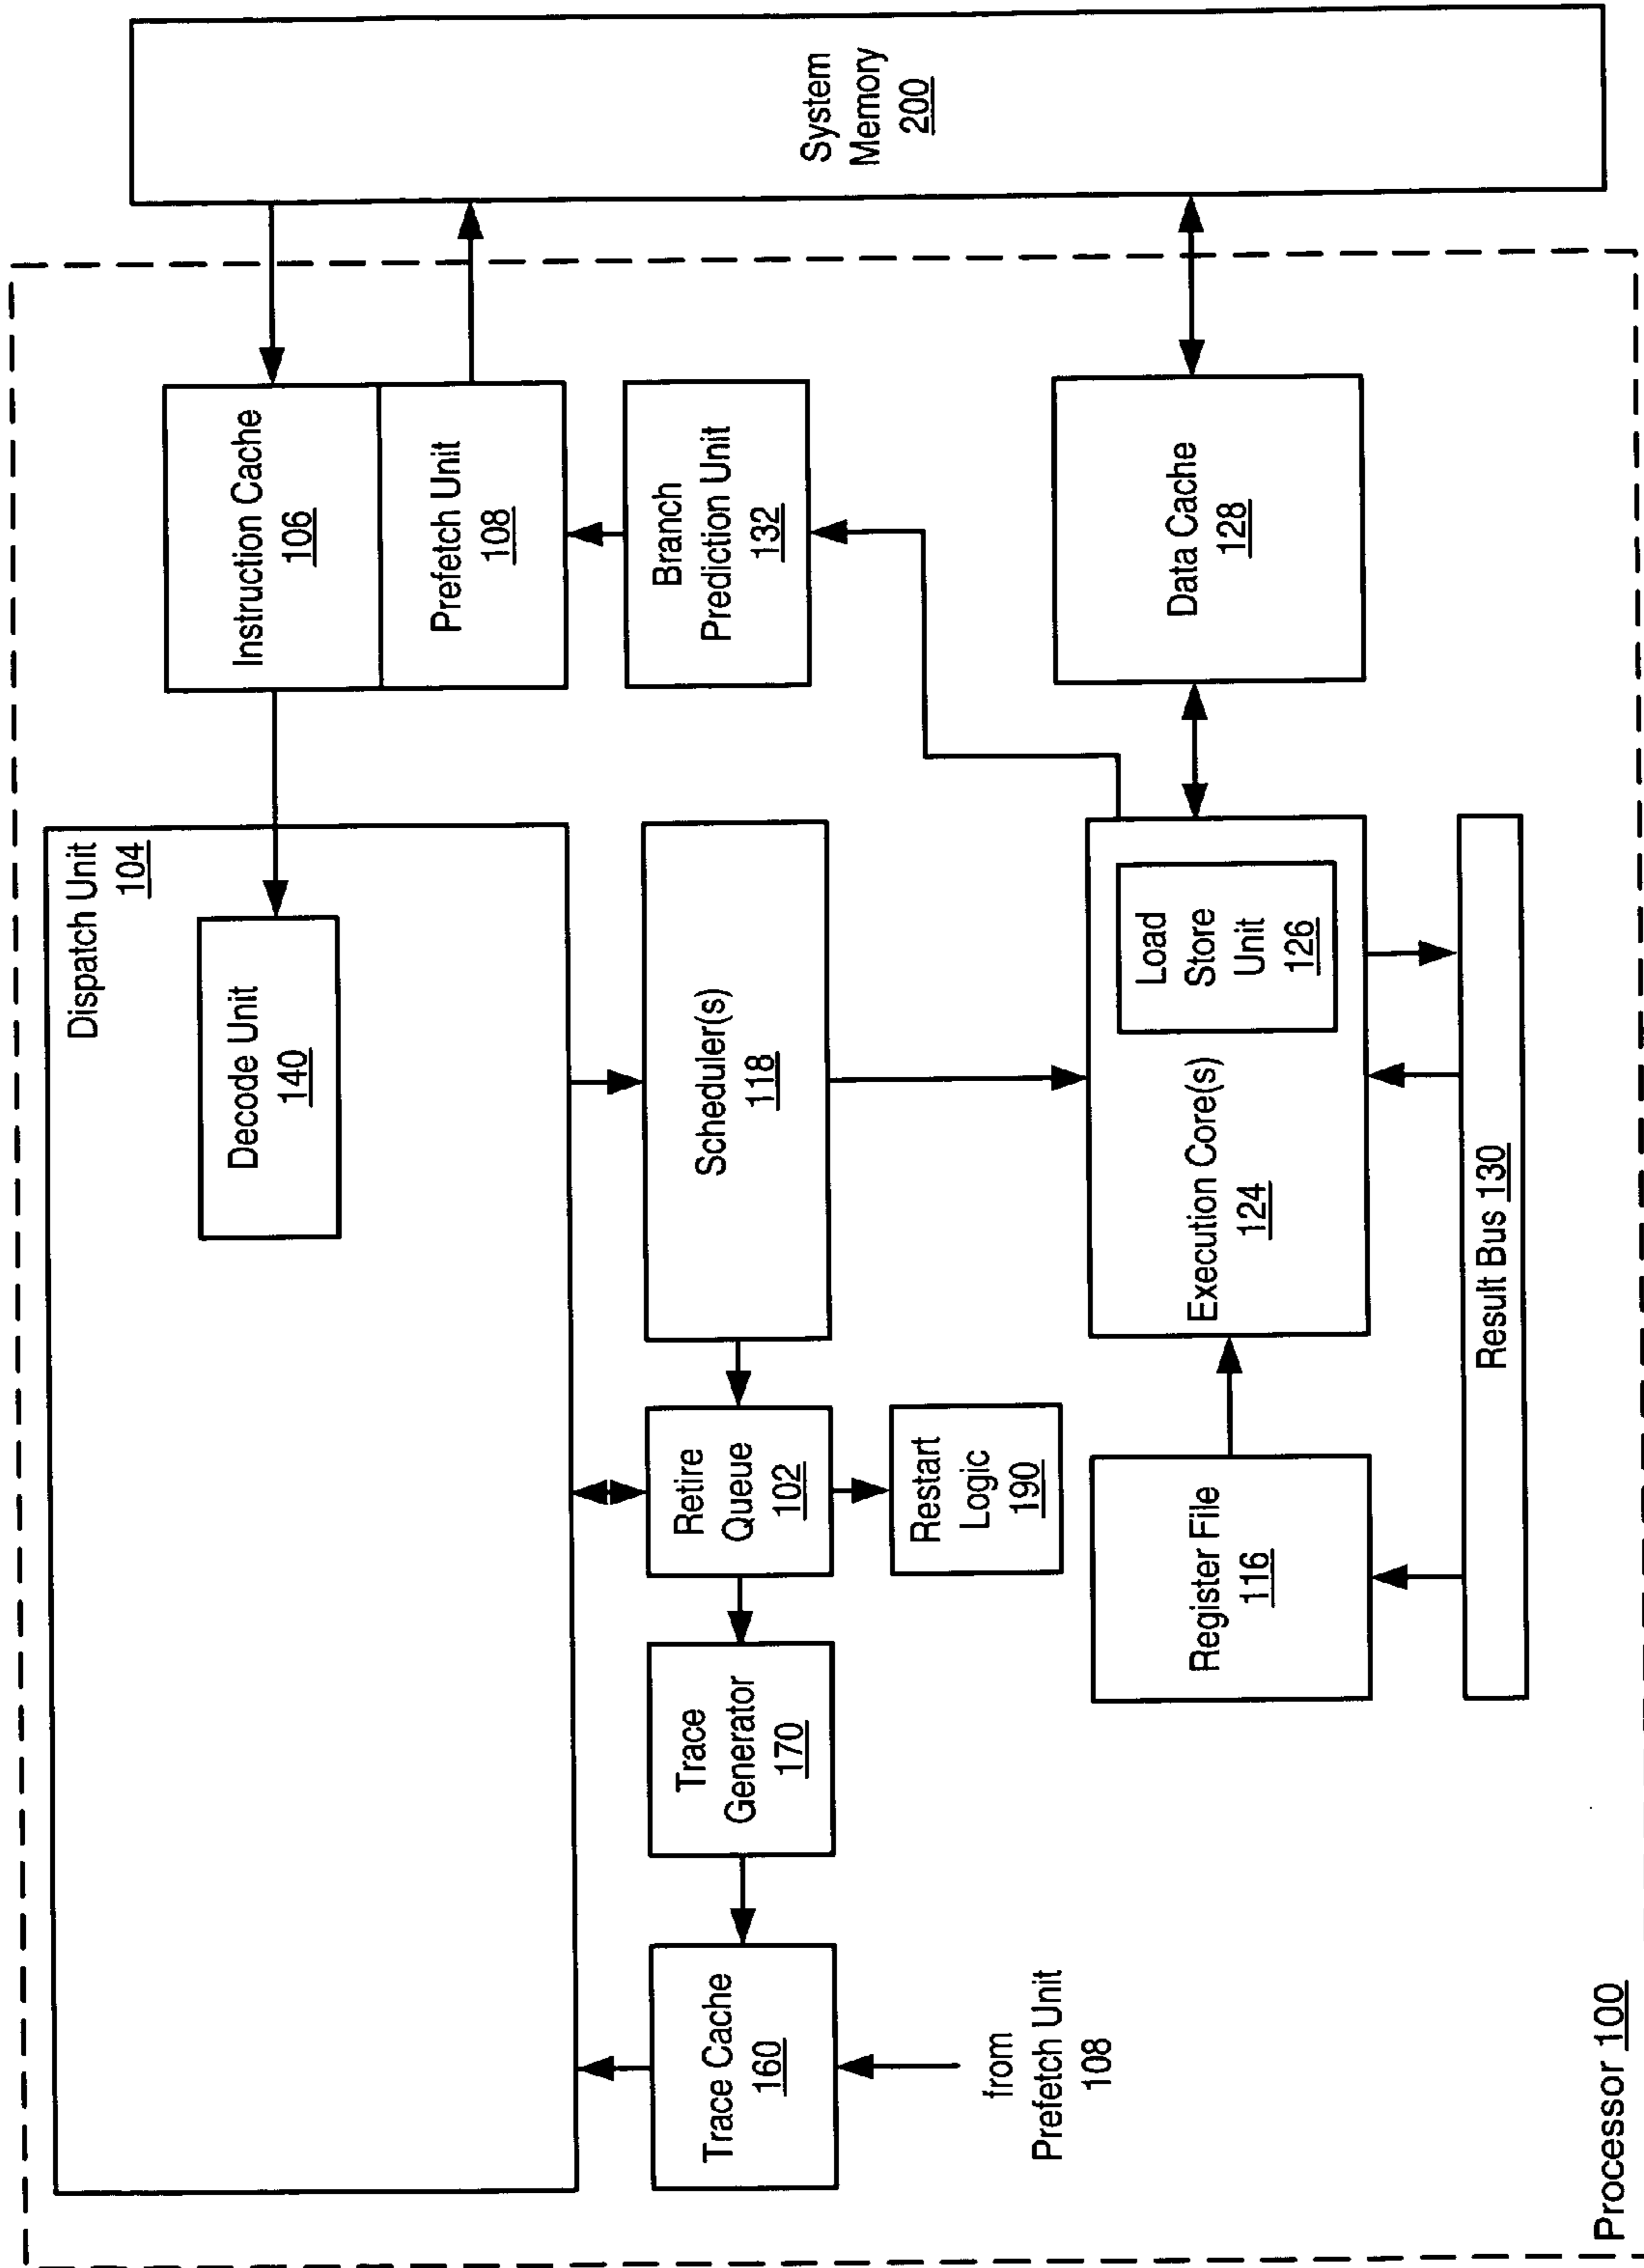 System
Memory
200
Instruction Cache
106
Prefetch Unit
108
Branch
Prediction Unit
132
Data Cache
128
Dispatch Unit
104
Decode Unit
140
Scheduler(s)
118
Load
Store
Unit
126
Execution Core(s)
124
Result Bus 130
Retire
Queue
102
Restart
Logic
190
Register File
116
Trace
Generator
170
Trace Cache
160
from
Prefetch Unit
108
Processor 100